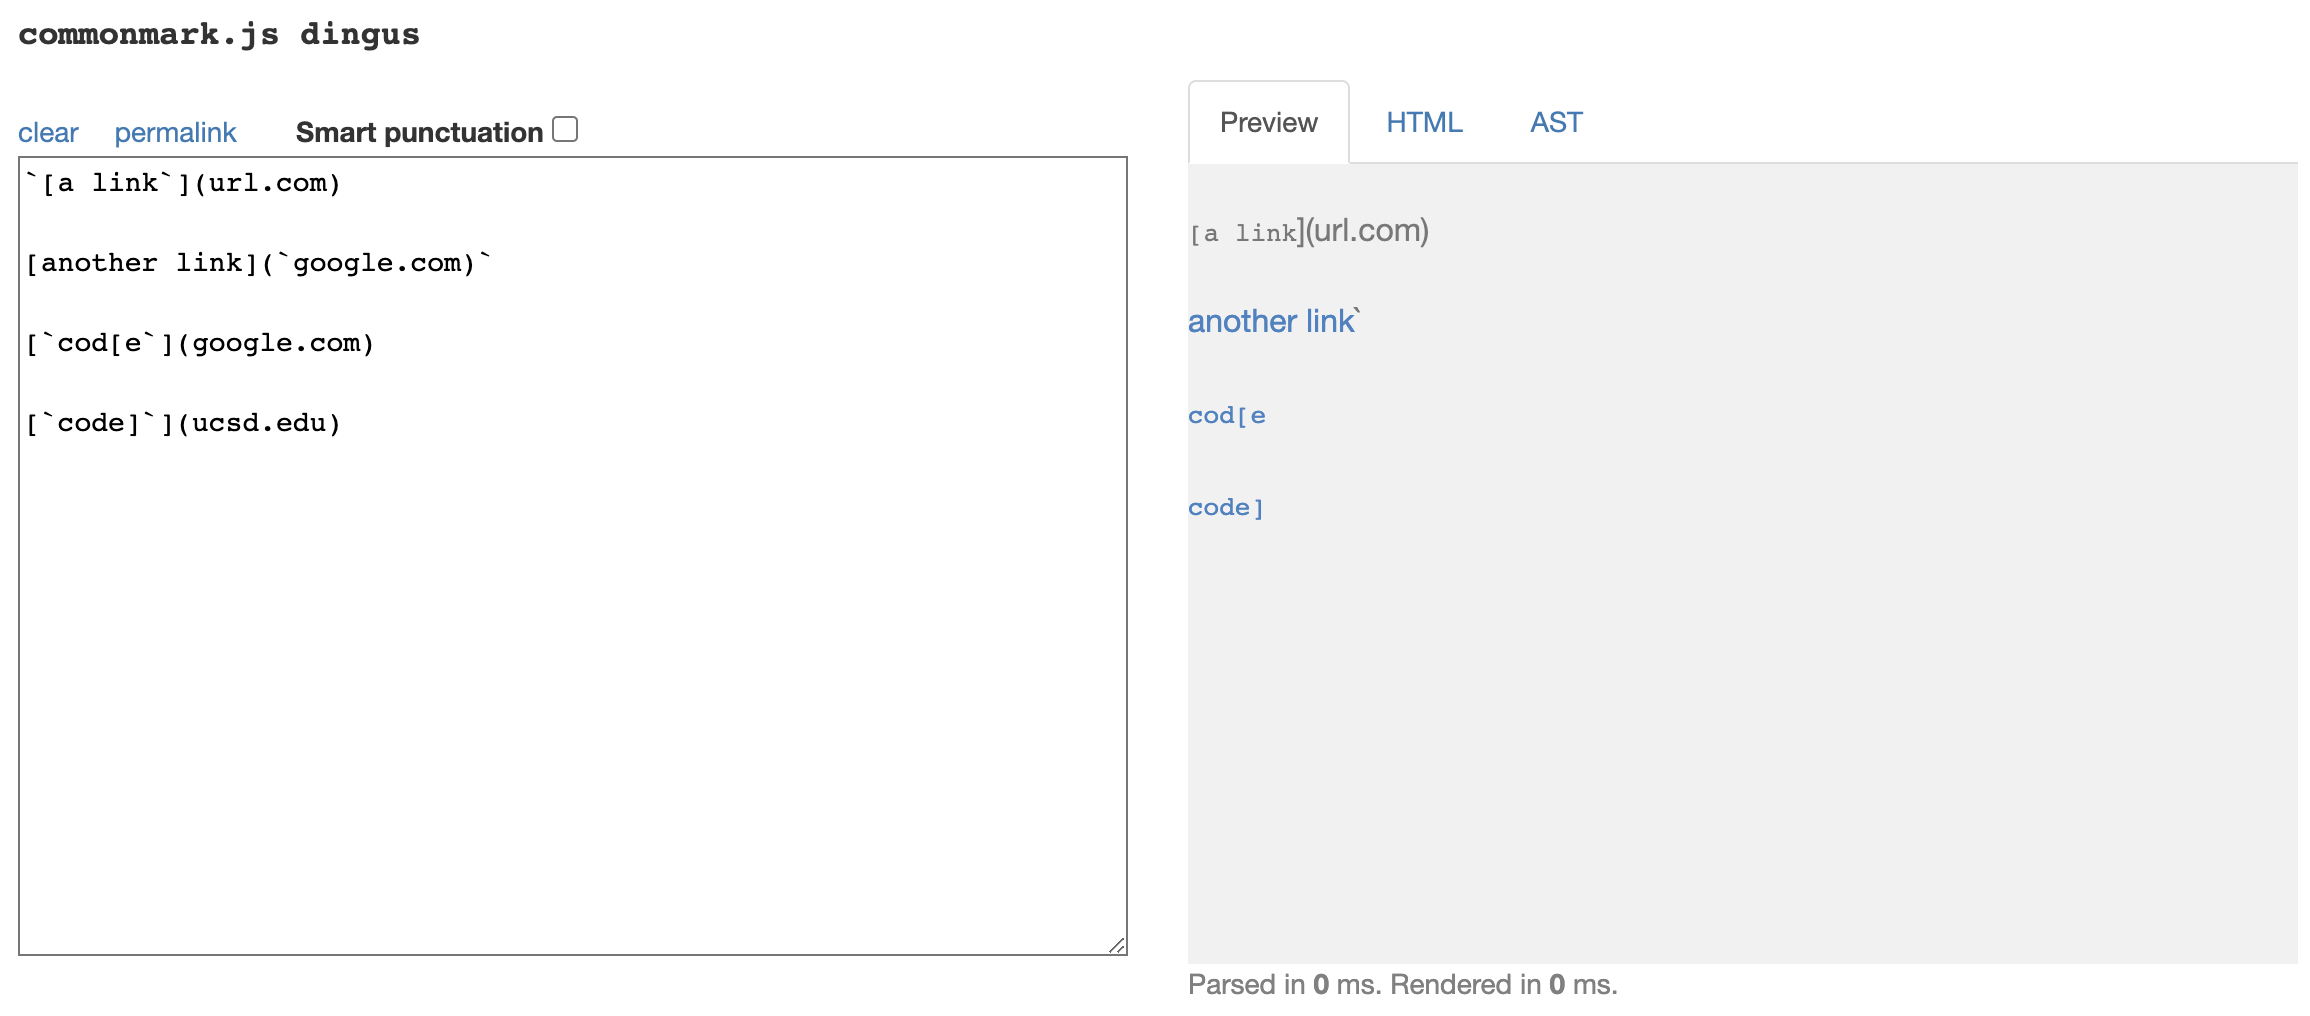 commonmark.js dingus
clear permalink Smart punctuation
`[a link`](url.com)
[another link](`google.com)`
[`cod[e`](google.com)
[`code]`](ucsd.edu)
Preview HTML AST
[a link](url.com)
another link`
cod[e
code]
Parsed in 0 ms. Rendered in 0 ms.